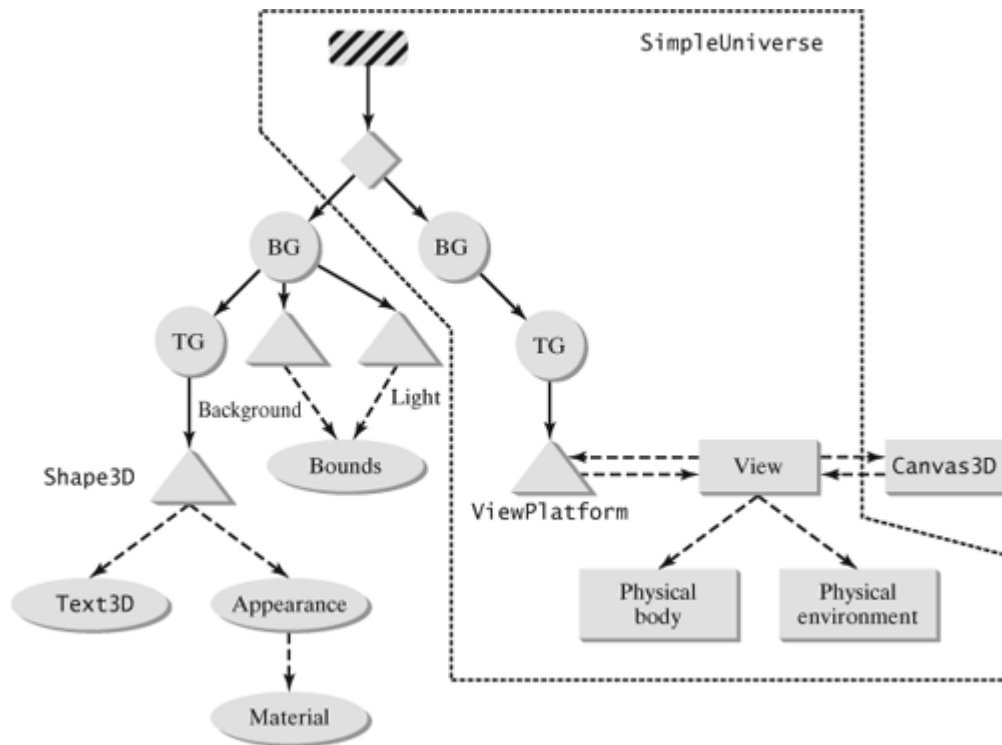 SimpleUniverse
BG
BG
TG
TG
Background
Light
Bounds
Shape3D
View
Canvas3D
ViewPlatform
Text3D
Appearance
Physical
body
Physical
environment
Material